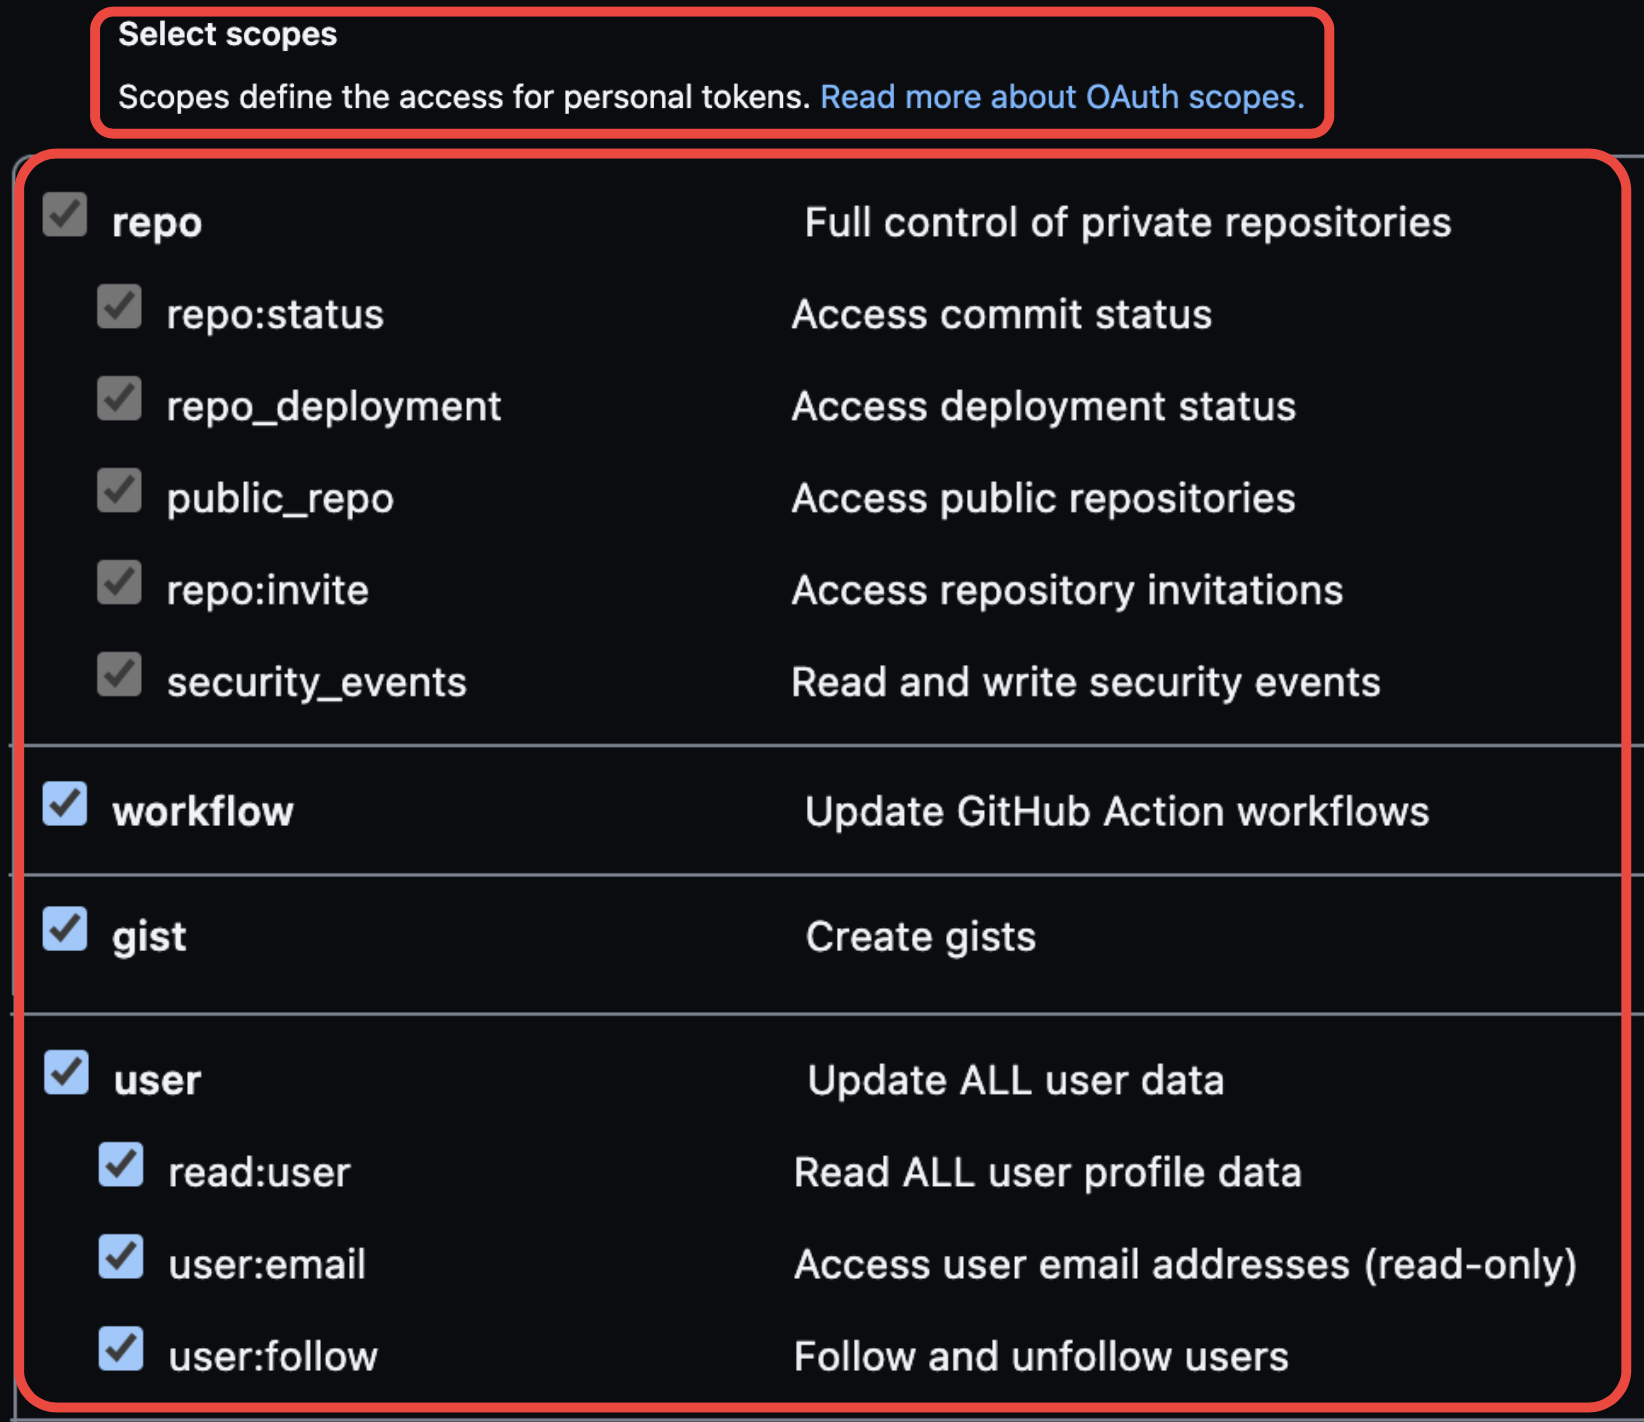 Select scopes
Scopes define the access for personal tokens. Read more about OAuth scopes.
repo Full control of private repositories
repo:status Access commit status
repo_deployment Access deployment status
public_repo Access public repositories
repo:invite Access repository invitations
security_events Read and write security events
workflow Update GitHub Action workflows
gist Create gists
user Update ALL user data
read:user Read ALL user profile data
user:email Access user email addresses (read-only)
user:follow Follow and unfollow users